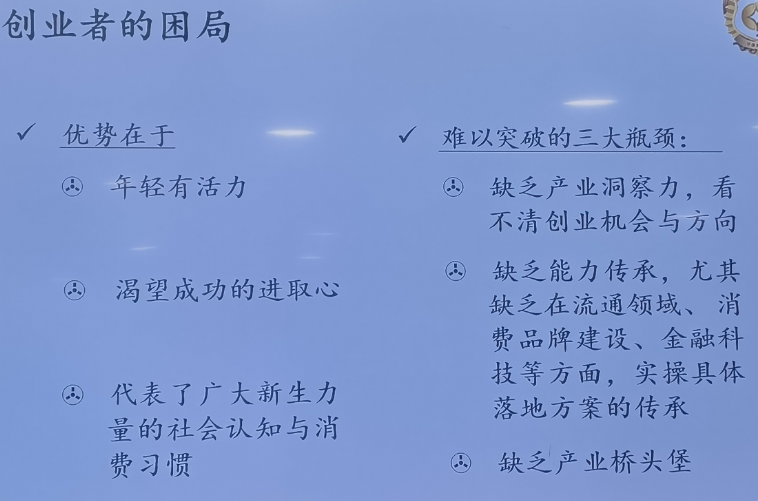 创业者的困局
优势在于
年轻有活力
渴望成功的进取心
代表了广大新生力
量的社会认知与消
费习惯
难以突破的三大瓶颈：
缺乏产业洞察力，看
不清创业机会与方向
缺乏能力传承，尤其
缺乏在流通领域、消
费品牌建设、金融科
技等方面，实操具体
落地方案的传承
缺乏产业桥头堡